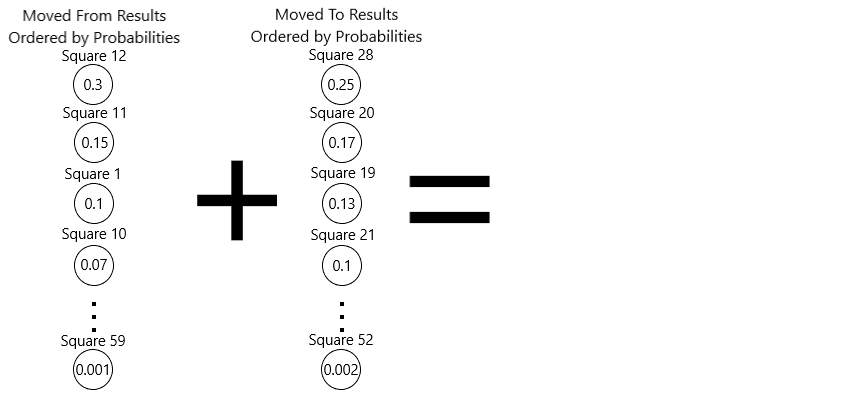 Moved From Results
Ordered by Probabilities
Square 12
0.3
Square 11
0.15
Square 1
0.1
Square 10
0.07
Square 59
0.001
+
Moved To Results
Ordered by Probabilities
Square 28
0.25
Square 20
0.17
Square 19
0.13
Square 21
0.1
Square 52
0.002
=